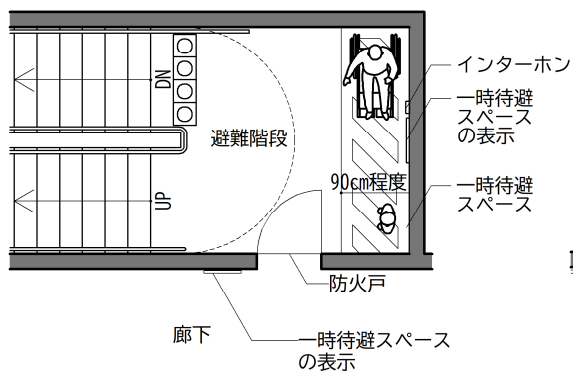 インターホン
DN
一時待避
スペース
の表示
避難階段
90cm程度
一時待避
スペース
UP
防火戸
廊下
一時待避スペース
の表示